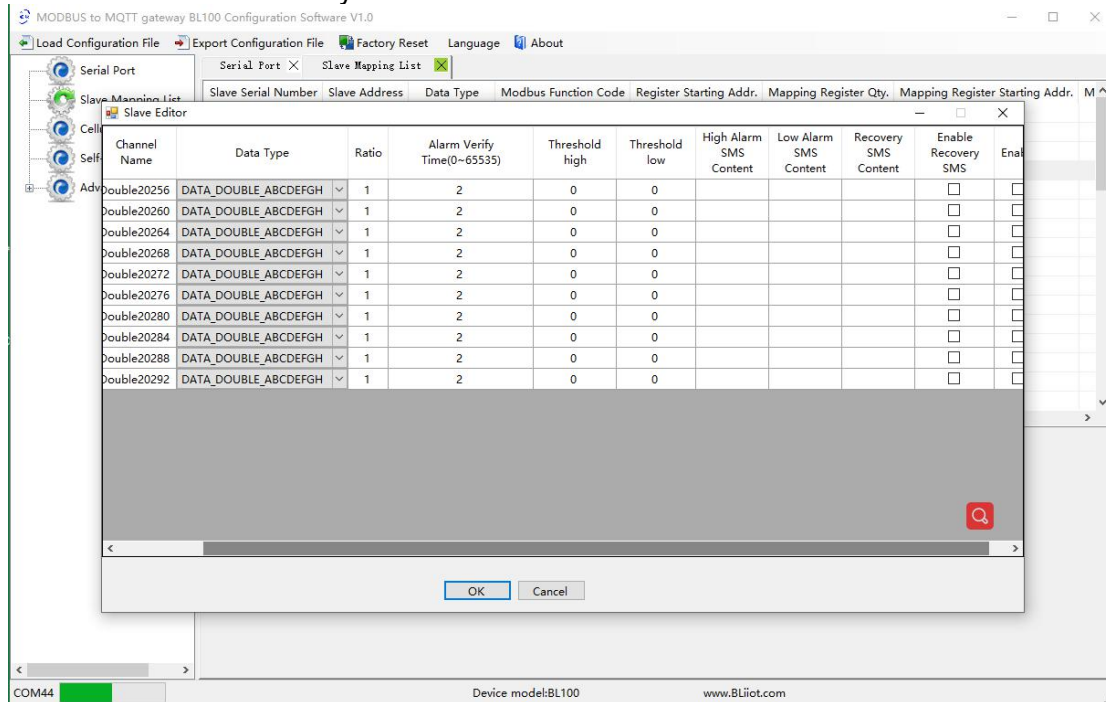 MODBUS to MQTT gateway BL100 Configuration Software V1.0
Load Configuration File Export Configuration File Factory Reset Language About
Serial Port
Slave Mapping List
Cell
Self-
Adv
Serial Port Slave Mapping List
Slave Serial Number Slave Address Data Type Modbus Function Code Register Starting Addr. Mapping Register Qty. Mapping Register Starting Addr. M
Slave Editor
Channel Name Data Type Ratio Alarm Verify Time(0~65535) Threshold high Threshold low High Alarm SMS Content Low Alarm SMS Content Recovery SMS Content Enable Recovery SMS Enal
Double20256 DATA_DOUBLE_ABCDEFGH 1 2 0 0
Double20260 DATA_DOUBLE_ABCDEFGH 1 2 0 0
Double20264 DATA_DOUBLE_ABCDEFGH 1 2 0 0
Double20268 DATA_DOUBLE_ABCDEFGH 1 2 0 0
Double20272 DATA_DOUBLE_ABCDEFGH 1 2 0 0
Double20276 DATA_DOUBLE_ABCDEFGH 1 2 0 0
Double20280 DATA_DOUBLE_ABCDEFGH 1 2 0 0
Double20284 DATA_DOUBLE_ABCDEFGH 1 2 0 0
Double20288 DATA_DOUBLE_ABCDEFGH 1 2 0 0
Double20292 DATA_DOUBLE_ABCDEFGH 1 2 0 0
OK Cancel
COM44 Device model:BL100 www.BLiiot.com